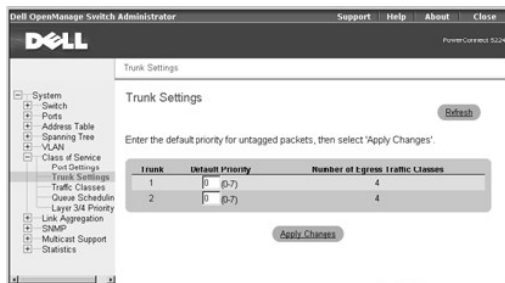 Dell OpenManage Switch Administrator
Support Help About Close
DELL
PowerConnect 5224
Trunk Settings
System
Switch
Ports
Address Table
Spanning Tree
VLAN
Class of Service
Port Settings
Trunk Settings
Traffic Classes
Queue Schedulin
Layer 3/4 Priority
Link Aggregation
SNMP
Multicast Support
Statistics
Trunk Settings
Refresh
Enter the default priority for untagged packets, then select 'Apply Changes'.
Trunk Default Priority Number of Egress Traffic Classes
1 0 (0-7) 4
2 0 (0-7) 4
Apply Changes